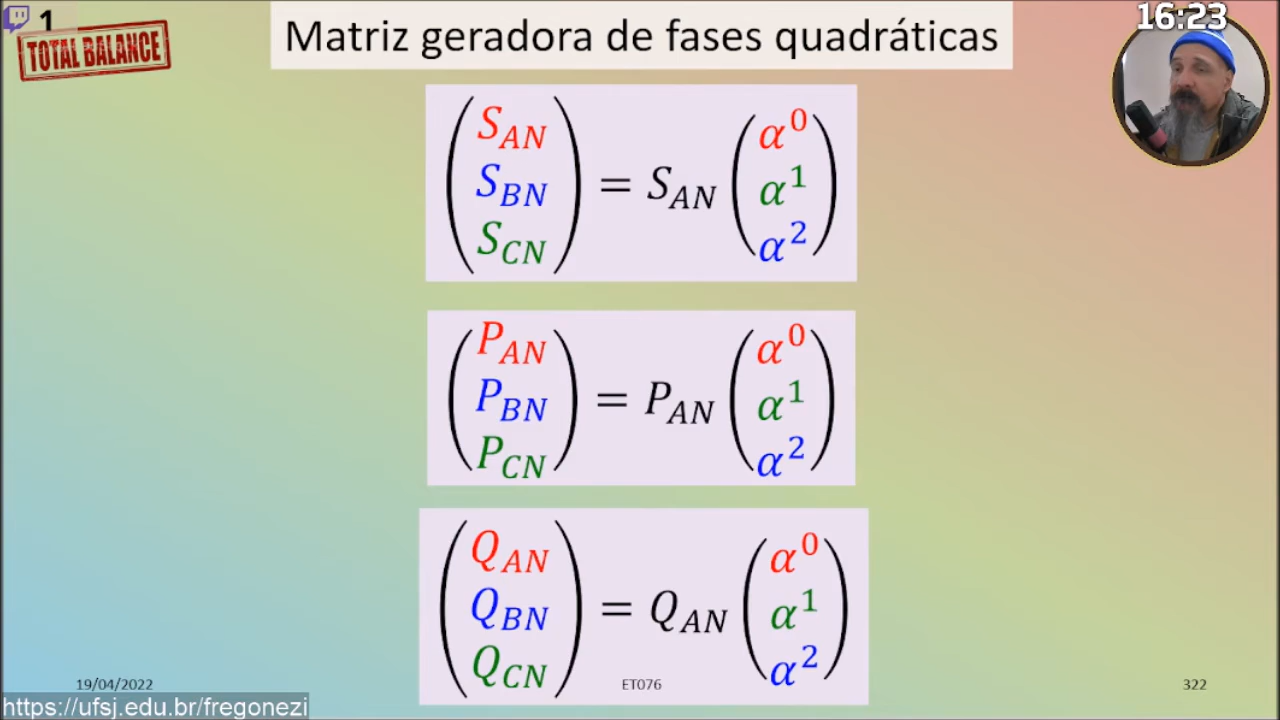 1
16:23
TOTAL BALANCE
Matriz geradora de fases quadráticas
S_AN
S_BN = S_AN
S_CN
α^0
α^1
α^2
P_AN
P_BN = P_AN
P_CN
α^0
α^1
α^2
Q_AN
Q_BN = Q_AN
Q_CN
α^0
α^1
α^2
19/04/2022
ET076
322
https://ufsj.edu.br/fregonezi